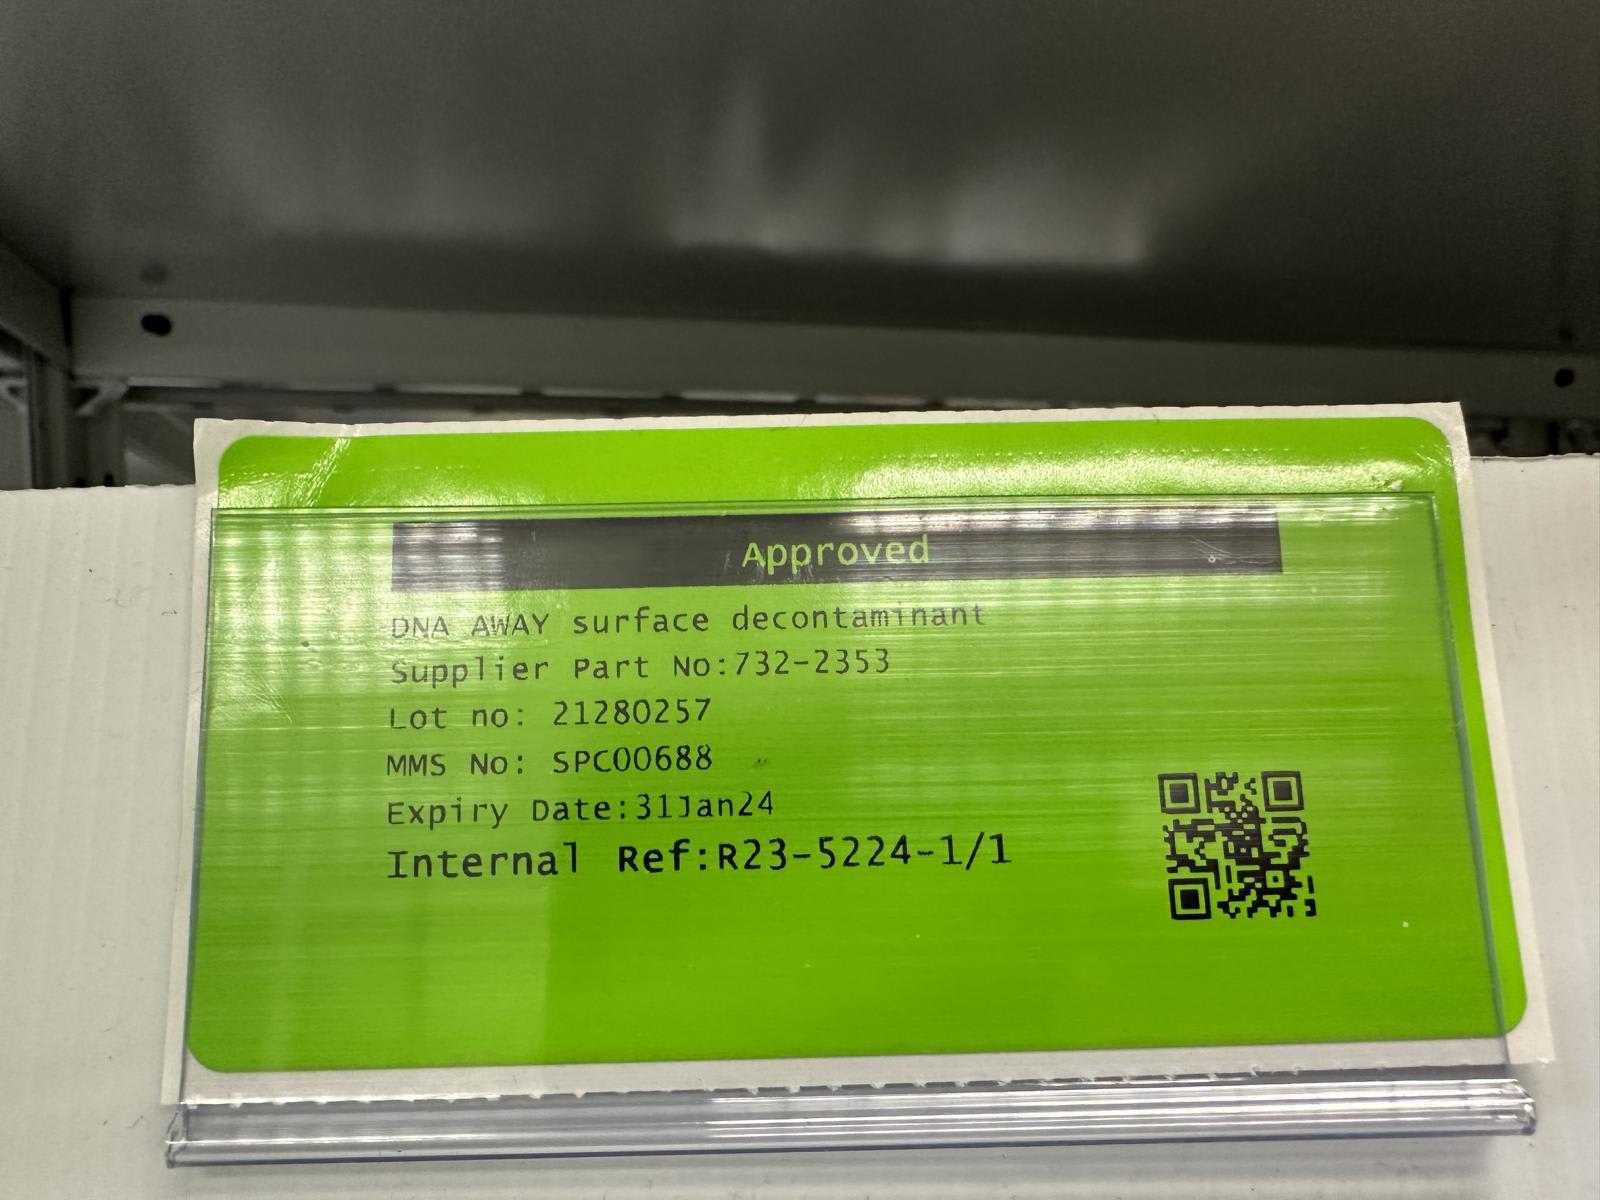 Approved
DNA AWAY surface decontaminant
Supplier Part No:732-2353
Lot no: 21280257
MMS No: SPC00688
Expiry Date:31Jan24
Internal Ref:R23-5224-1/1